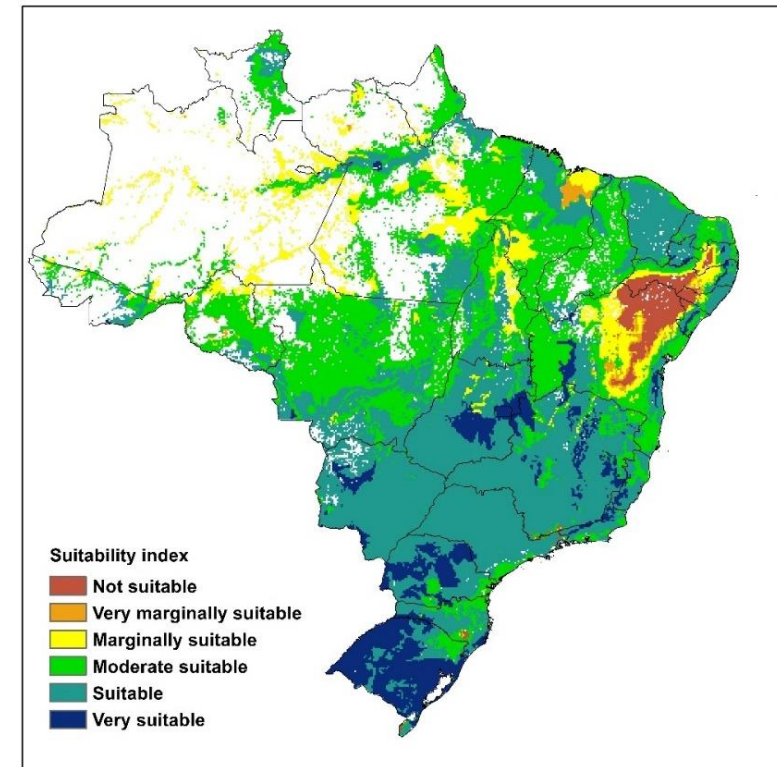 Suitability index
Not suitable
Very marginally suitable
Marginally suitable
Moderate suitable
Suitable
Very suitable